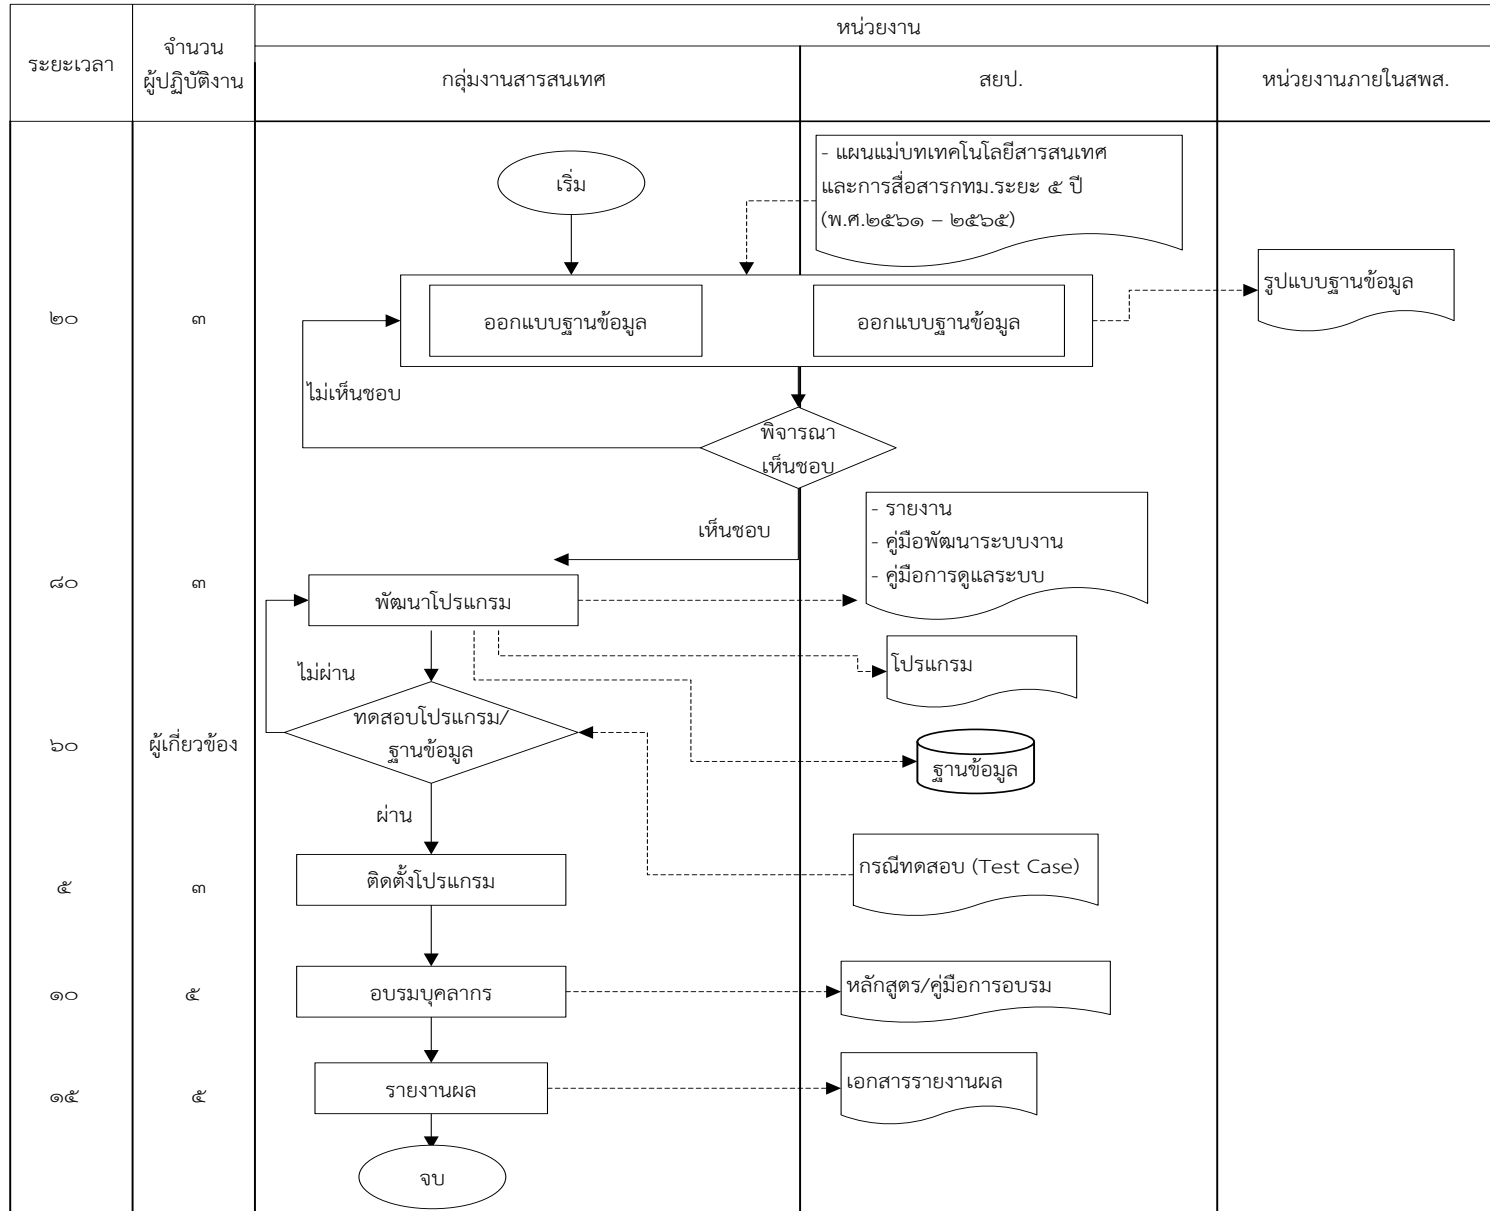 หน่วยงาน
ระยะเวลา
จำนวน
ผู้ปฏิบัติงาน
กลุ่มงานสารสนเทศ
สยป.
หน่วยงานภายในสพส.
เริ่ม
- แผนแม่บทเทคโนโลยีสารสนเทศ
และการสื่อสารกทม.ระยะ ๕ ปี
(พ.ศ.๒๕๖๑ – ๒๕๖๕)
รูปแบบฐานข้อมูล
๒๐
๓
ออกแบบฐานข้อมูล
ออกแบบฐานข้อมูล
ไม่เห็นชอบ
พิจารณา
เห็นชอบ
เห็นชอบ
- รายงาน
- คู่มือพัฒนาระบบงาน
- คู่มือการดูแลระบบ
๘๐
๓
พัฒนาโปรแกรม
ไม่ผ่าน
โปรแกรม
ทดสอบโปรแกรม/
ฐานข้อมูล
๖๐
ผู้เกี่ยวข้อง
ฐานข้อมูล
ผ่าน
๕
๓
ติดตั้งโปรแกรม
กรณีทดสอบ (Test Case)
๑๐
๕
อบรมบุคลากร
หลักสูตร/คู่มือการอบรม
๑๕
๕
รายงานผล
เอกสารรายงานผล
จบ